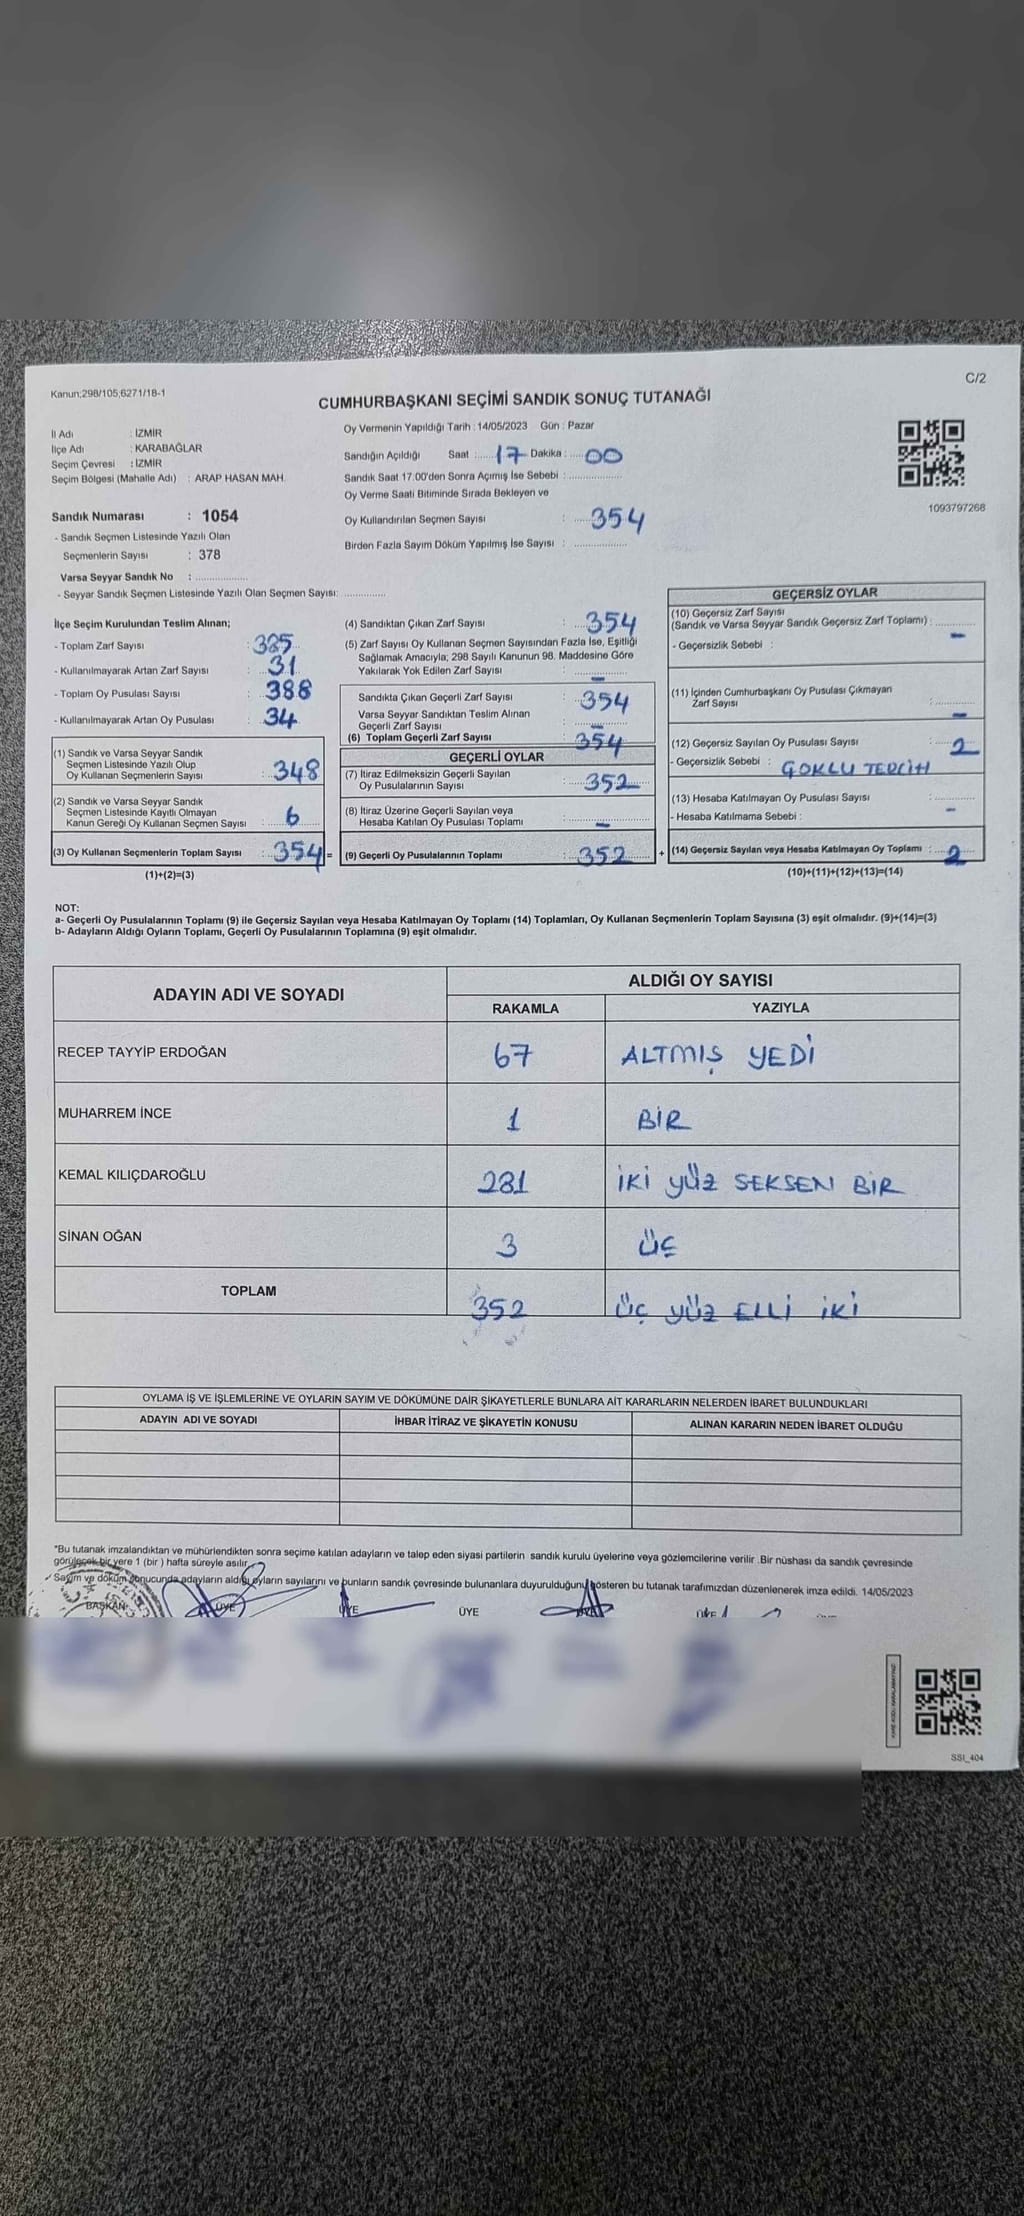 Kanun:298/105;6271/18-1
C/2
CUMHURBAŞKANI SEÇİMİ SANDIK SONUÇ TUTANAĞI
İl Adı : İZMİR
İlçe Adı : KARABAĞLAR
Seçim Çevresi : İZMİR
Seçim Bölgesi (Mahalle Adı) : ARAP HASAN MAH.
Sandık Numarası : 1054
- Sandık Seçmen Listesinde Yazılı Olan
Seçmenlerin Sayısı : 378
Varsa Seyyar Sandık No :
- Seyyar Sandık Seçmen Listesinde Yazılı Olan Seçmen Sayısı:
Oy Vermenin Yapıldığı Tarih : 14/05/2023 Gün : Pazar
Sandığın Açıldığı Saat : 17 Dakika : 00
Sandık Saat 17.00'den Sonra Açımış İse Sebebi :
Oy Verme Saati Bitiminde Sırada Bekleyen ve
Oy Kullandırılan Seçmen Sayısı : 354
Birden Fazla Sayım Döküm Yapılmış İse Sayısı :
1093797268
İlçe Seçim Kurulundan Teslim Alınan;
- Toplam Zarf Sayısı : 385
- Kullanılmayarak Artan Zarf Sayısı : 31
- Toplam Oy Pusulası Sayısı : 388
- Kullanılmayarak Artan Oy Pusulası : 34
(1) Sandık ve Varsa Seyyar Sandık
Seçmen Listesinde Yazılı Olup
Oy Kullanan Seçmenlerin Sayısı : 348
(2) Sandık ve Varsa Seyyar Sandık
Seçmen Listesinde Kayıtlı Olmayan
Kanun Gereği Oy Kullanan Seçmen Sayısı : 6
(3) Oy Kullanan Seçmenlerin Toplam Sayısı : 354 =
(1)+(2)=(3)
(4) Sandıktan Çıkan Zarf Sayısı : 354
(5) Zarf Sayısı Oy Kullanan Seçmen Sayısından Fazla İse, Eşitliği
Sağlamak Amacıyla; 298 Sayılı Kanunun 98. Maddesine Göre
Yakılarak Yok Edilen Zarf Sayısı : –
Sandıkta Çıkan Geçerli Zarf Sayısı : 354
Varsa Seyyar Sandıktan Teslim Alınan
Geçerli Zarf Sayısı : –
(6) Toplam Geçerli Zarf Sayısı 354
GEÇERLİ OYLAR
(7) İtiraz Edilmeksizin Geçerli Sayılan
Oy Pusulalarının Sayısı : 352
(8) İtiraz Üzerine Geçerli Sayılan veya
Hesaba Katılan Oy Pusulası Toplamı : –
(9) Geçerli Oy Pusulalarının Toplamı : 352 +
GEÇERSİZ OYLAR
(10) Geçersiz Zarf Sayısı
(Sandık ve Varsa Seyyar Sandık Geçersiz Zarf Toplamı) : –
- Geçersizlik Sebebi :
(11) İçinden Cumhurbaşkanı Oy Pusulası Çıkmayan
Zarf Sayısı : –
(12) Geçersiz Sayılan Oy Pusulası Sayısı : 2
- Geçersizlik Sebebi : ÇOKLU TERCİH
(13) Hesaba Katılmayan Oy Pusulası Sayısı : –
- Hesaba Katılmama Sebebi :
(14) Geçersiz Sayılan veya Hesaba Katılmayan Oy Toplamı : 2
(10)+(11)+(12)+(13)=(14)
NOT:
a- Geçerli Oy Pusulalarının Toplamı (9) ile Geçersiz Sayılan veya Hesaba Katılmayan Oy Toplamı (14) Toplamları, Oy Kullanan Seçmenlerin Toplam Sayısına (3) eşit olmalıdır. (9)+(14)=(3)
b- Adayların Aldığı Oyların Toplamı, Geçerli Oy Pusulalarının Toplamına (9) eşit olmalıdır.
ADAYIN ADI VE SOYADI ALDIĞI OY SAYISI
RAKAMLA YAZIYLA
RECEP TAYYİP ERDOĞAN 67 ALTMIŞ YEDİ
MUHARREM İNCE 1 BİR
KEMAL KILIÇDAROĞLU 281 İKİ YÜZ SEKSEN BİR
SİNAN OĞAN 3 ÜÇ
TOPLAM 352 ÜÇ YÜZ ELLİ İKİ
OYLAMA İŞ VE İŞLEMLERİNE VE OYLARIN SAYIM VE DÖKÜMÜNE DAİR ŞİKAYETLERLE BUNLARA AİT KARARLARIN NELERDEN İBARET BULUNDUKLARI
ADAYIN ADI VE SOYADI İHBAR İTİRAZ VE ŞİKAYETİN KONUSU ALINAN KARARIN NEDEN İBARET OLDUĞU
*Bu tutanak imzalandıktan ve mühürlendikten sonra seçime katılan adayların ve talep eden siyasi partilerin sandık kurulu üyelerine veya gözlemcilerine verilir .Bir nüshası da sandık çevresinde
görülecek bir yere 1 (bir ) hafta süreyle asılır.
Sayım ve döküm sonucunda adayların aldığı oyların sayılarını ve bunların sandık çevresinde bulunanlara duyurulduğunu gösteren bu tutanak tarafımızdan düzenlenerek imza edildi. 14/05/2023
BAŞKAN ÜYE ÜYE ÜYE
SSI_404